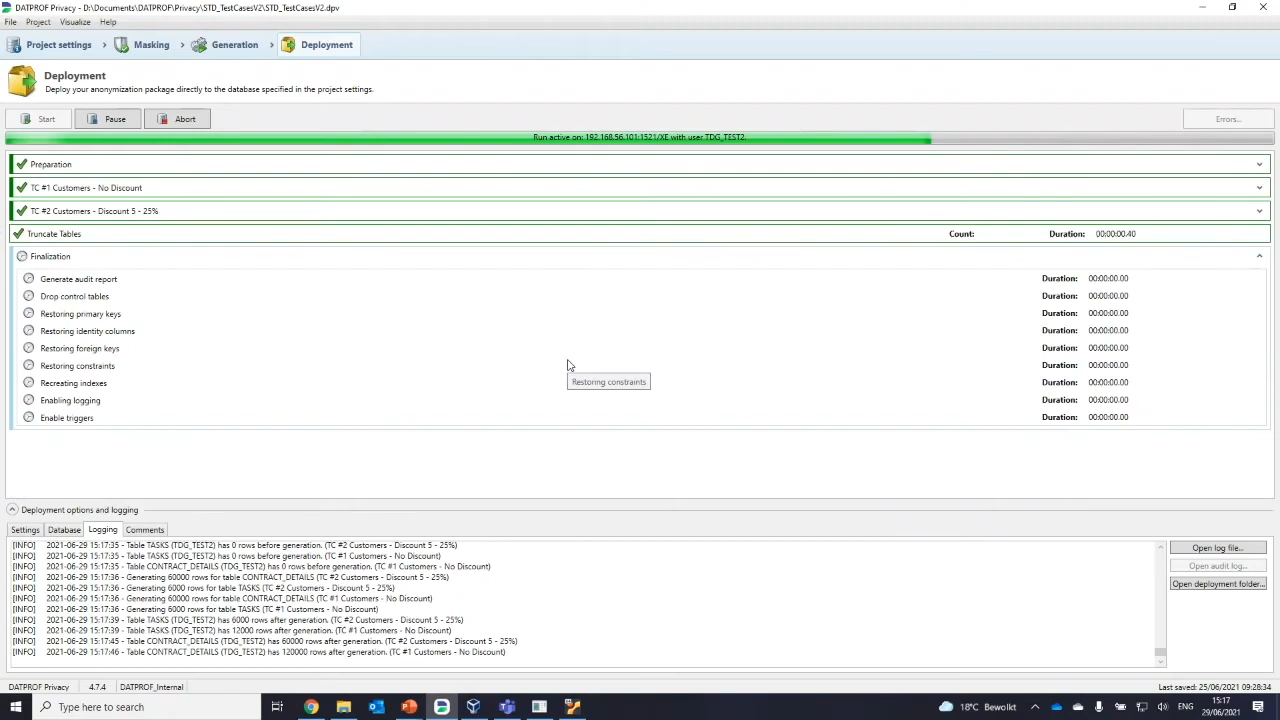 DATPROF Privacy - D:\Documents\DATPROF\Privacy\STD_TestCasesV2\STD_TestCasesV2.dpv
File Project Visualize Help
Project settings Masking Generation Deployment
Deployment
Deploy your anonymization package directly to the database specified in the project settings.
Start Pause Abort Errors...
Run active on: 192.168.56.101:1521/XE with user TDG_TEST2.
Preparation
TC #1 Customers - No Discount
TC #2 Customers - Discount 5 - 25%
Truncate Tables Count: Duration: 00:00:00.40
Finalization
Generate audit report Duration: 00:00:00.00
Drop control tables Duration: 00:00:00.00
Restoring primary keys Duration: 00:00:00.00
Restoring identity columns Duration: 00:00:00.00
Restoring foreign keys Duration: 00:00:00.00
Restoring constraints Duration: 00:00:00.00
Restoring constraints
Recreating indexes Duration: 00:00:00.00
Enabling logging Duration: 00:00:00.00
Enable triggers Duration: 00:00:00.00
Deployment options and logging
Settings Database Logging Comments
[INFO] 2021-06-29 15:17:35 - Table TASKS (TDG_TEST2) has 0 rows before generation. (TC #2 Customers - Discount 5 - 25%)
[INFO] 2021-06-29 15:17:35 - Table TASKS (TDG_TEST2) has 0 rows before generation. (TC #1 Customers - No Discount)
[INFO] 2021-06-29 15:17:35 - Table CONTRACT_DETAILS (TDG_TEST2) has 0 rows before generation. (TC #1 Customers - No Discount)
[INFO] 2021-06-29 15:17:36 - Generating 60000 rows for table CONTRACT_DETAILS (TC #2 Customers - Discount 5 - 25%)
[INFO] 2021-06-29 15:17:36 - Generating 6000 rows for table TASKS (TC #2 Customers - Discount 5 - 25%)
[INFO] 2021-06-29 15:17:36 - Generating 60000 rows for table CONTRACT_DETAILS (TC #1 Customers - No Discount)
[INFO] 2021-06-29 15:17:36 - Generating 6000 rows for table TASKS (TC #1 Customers - No Discount)
[INFO] 2021-06-29 15:17:39 - Table TASKS (TDG_TEST2) has 6000 rows after generation. (TC #2 Customers - Discount 5 - 25%)
[INFO] 2021-06-29 15:17:39 - Table TASKS (TDG_TEST2) has 12000 rows after generation. (TC #1 Customers - No Discount)
[INFO] 2021-06-29 15:17:45 - Table CONTRACT_DETAILS (TDG_TEST2) has 60000 rows after generation. (TC #2 Customers - Discount 5 - 25%)
[INFO] 2021-06-29 15:17:46 - Table CONTRACT_DETAILS (TDG_TEST2) has 120000 rows after generation. (TC #1 Customers - No Discount)
Open log file...
Open audit log...
Open deployment folder...
DATPROF Privacy 4.7.4 DATPROF_Internal Last saved: 25/06/2021 09:28:34
Type here to search 18°C Bewolkt ENG 15:17
29/06/2021